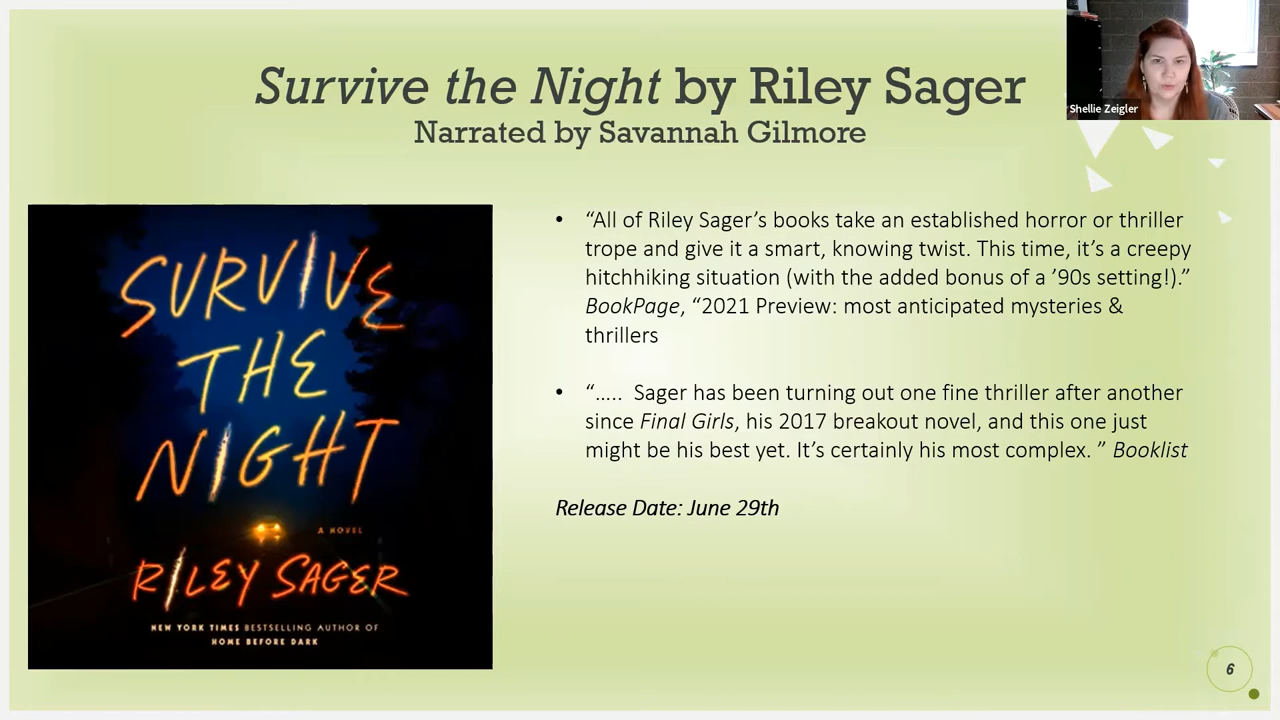 Survive the Night by Riley Sager
Narrated by Savannah Gilmore
Shellie Zeigler
SURVIVE
THE
NIGHT
A NOVEL
RILEY SAGER
NEW YORK TIMES BESTSELLING AUTHOR OF
HOME BEFORE DARK
• “All of Riley Sager’s books take an established horror or thriller
trope and give it a smart, knowing twist. This time, it’s a creepy
hitchhiking situation (with the added bonus of a ’90s setting!).”
BookPage, “2021 Preview: most anticipated mysteries &
thrillers
• “….. Sager has been turning out one fine thriller after another
since Final Girls, his 2017 breakout novel, and this one just
might be his best yet. It’s certainly his most complex. ” Booklist
Release Date: June 29th
6